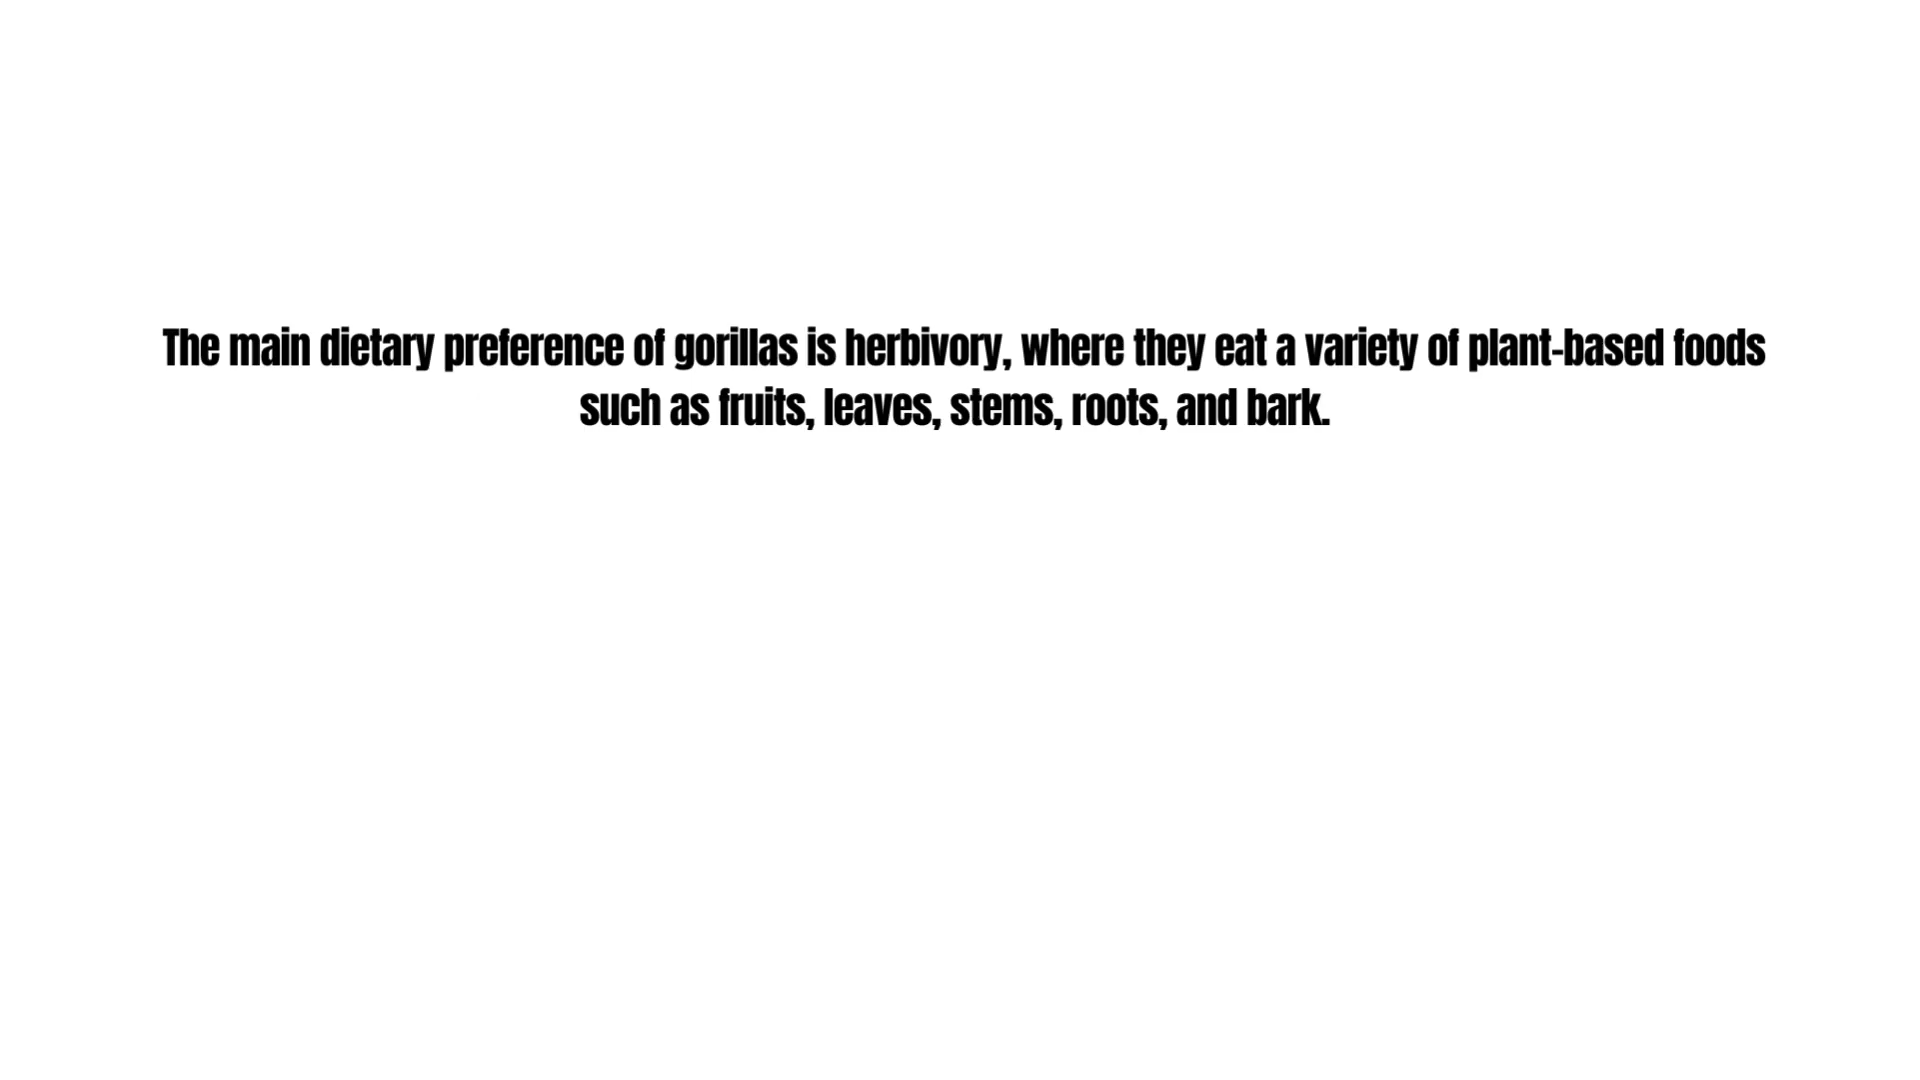 The main dietary preference of gorillas is herbivory, where they eat a variety of plant-based foods
such as fruits, leaves, stems, roots, and bark.